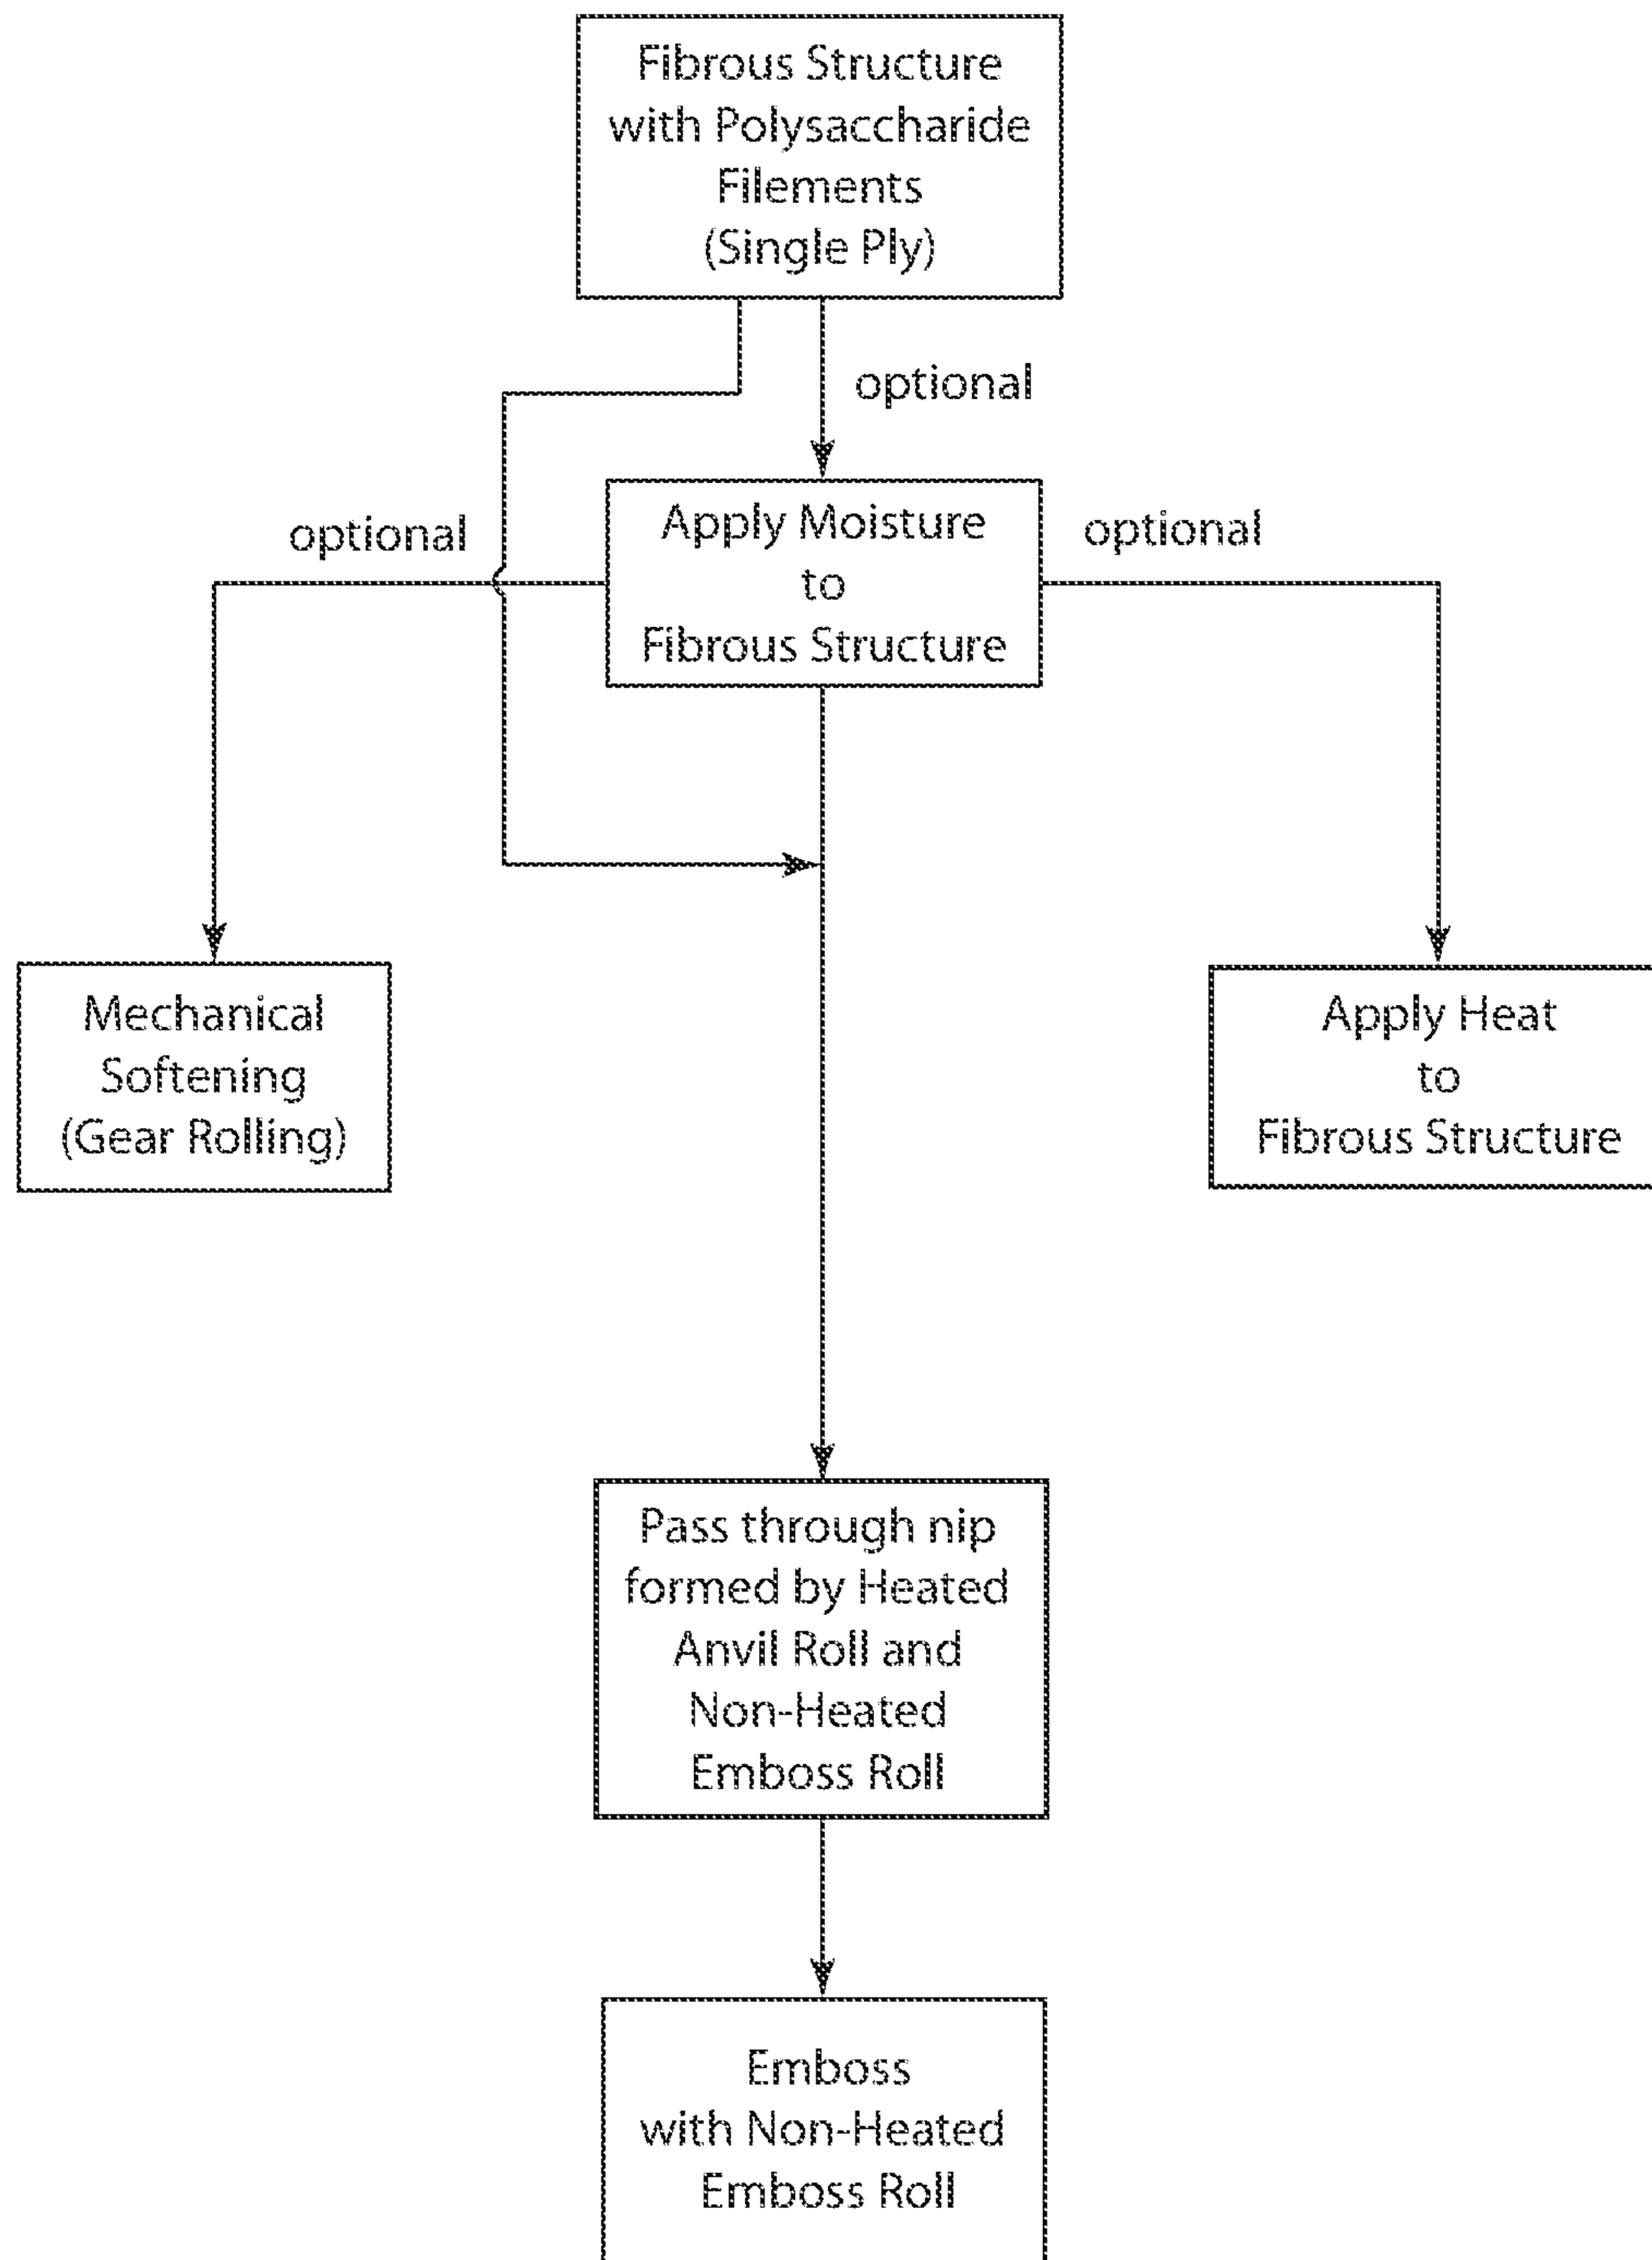 Fibrous Structure
with Polysaccharide
Filements
(Single Ply)
optional
optional
Apply Moisture
to
Fibrous Structure
optional
Mechanical
Softening
(Gear Rolling)
Apply Heat
to
Fibrous Structure
Pass through nip
formed by Heated
Anvil Roll and
Non-Heated
Emboss Roll
Emboss
with Non-Heated
Emboss Roll